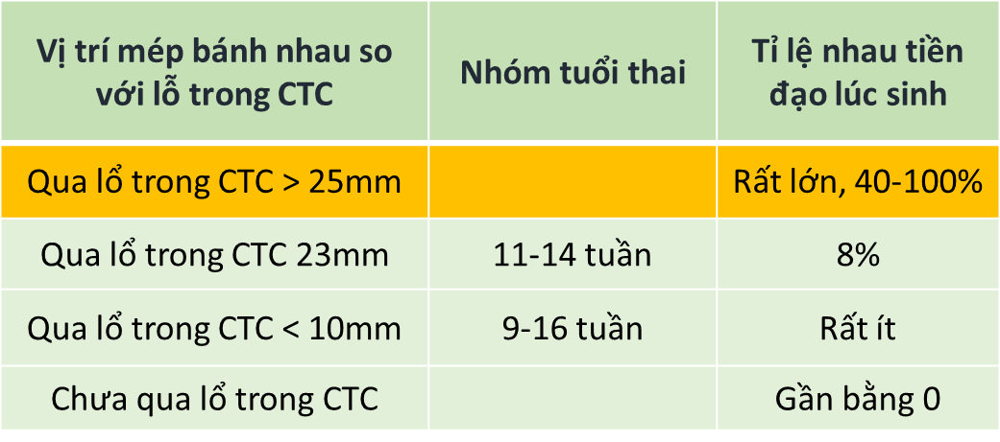 Vị trí mép bánh nhau so
với lỗ trong CTC
Nhóm tuổi thai
Tỉ lệ nhau tiền
đạo lúc sinh
Qua lổ trong CTC > 25mm
Rất lớn, 40-100%
Qua lổ trong CTC 23mm
11-14 tuần
8%
Qua lổ trong CTC < 10mm
9-16 tuần
Rất ít
Chưa qua lổ trong CTC
Gần bằng 0